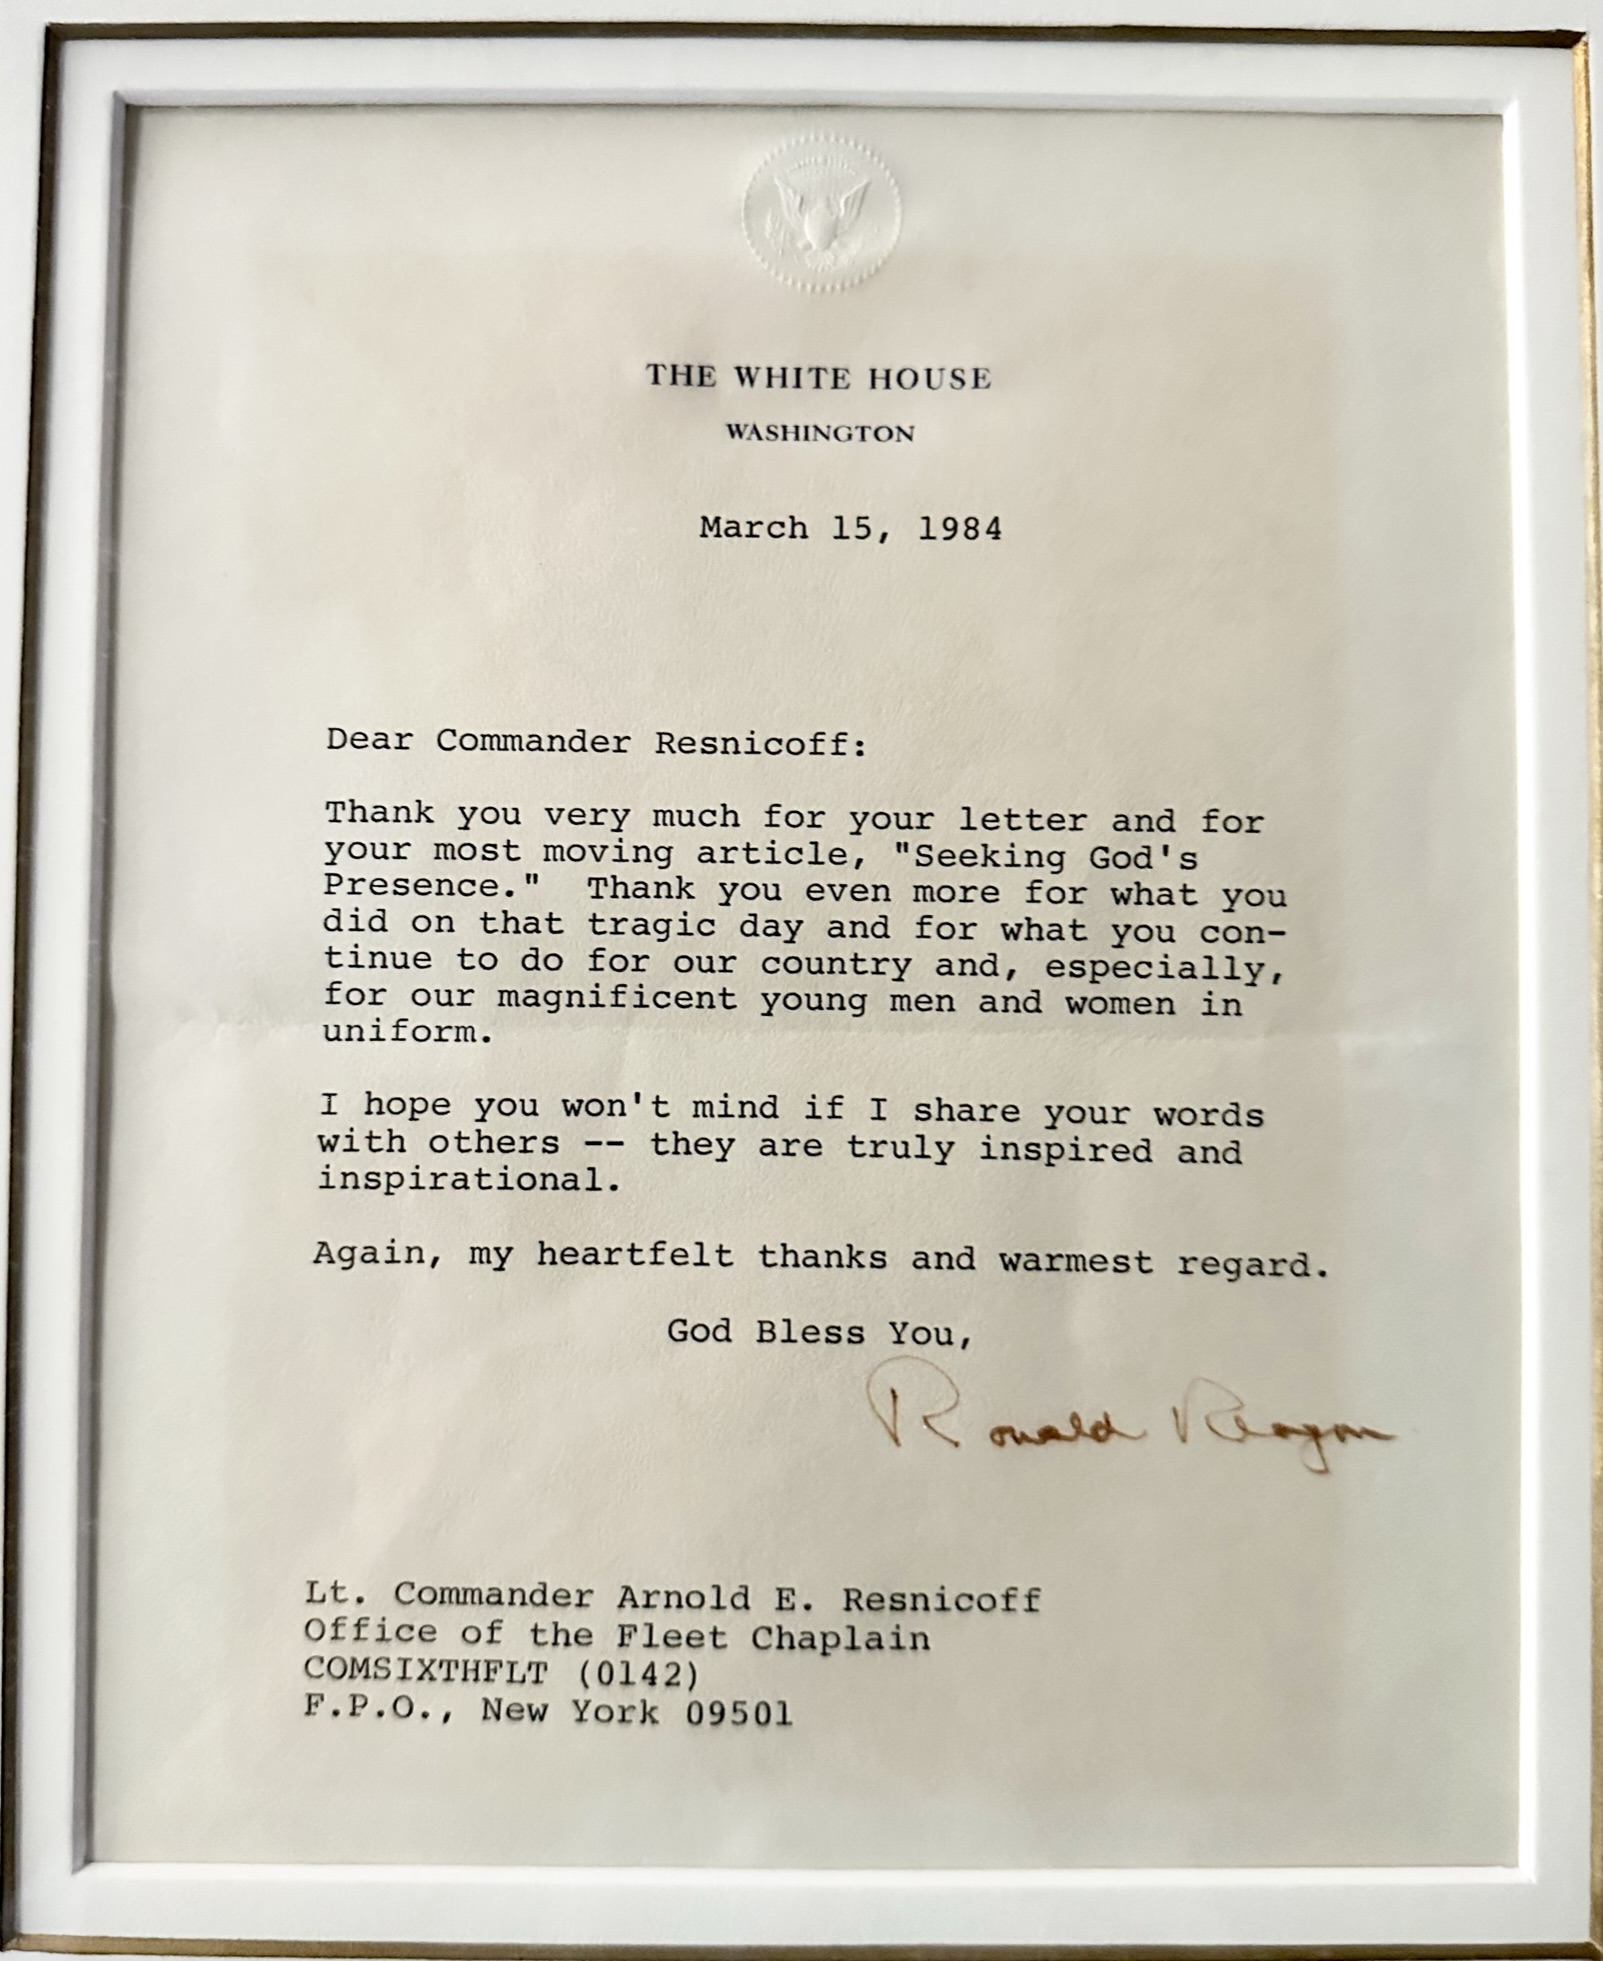 THE WHITE HOUSE
WASHINGTON
March 15, 1984
Dear Commander Resnicoff:
Thank you very much for your letter and for
your most moving article, "Seeking God's
Presence."  Thank you even more for what you
did on that tragic day and for what you con-
tinue to do for our country and, especially,
for our magnificent young men and women in
uniform.
I hope you won't mind if I share your words
with others -- they are truly inspired and
inspirational.
Again, my heartfelt thanks and warmest regard.
God Bless You,
Ronald Reagan
Lt. Commander Arnold E. Resnicoff
Office of the Fleet Chaplain
COMSIXTHFLT (0142)
F.P.O., New York 09501